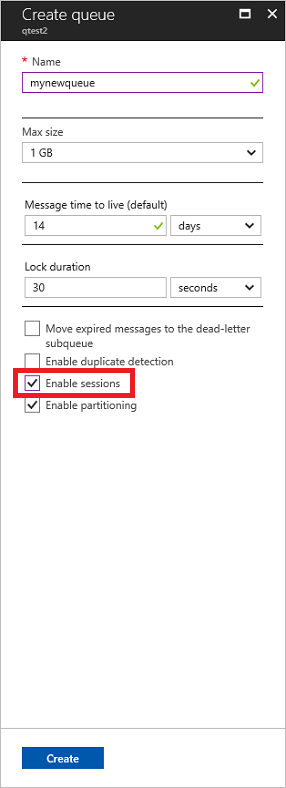 Create queue
qtest2
* Name
mynewqueue
Max size
1 GB
Message time to live (default)
14 days
Lock duration
30 seconds
Move expired messages to the dead-letter
subqueue
Enable duplicate detection
Enable sessions
Enable partitioning
Create